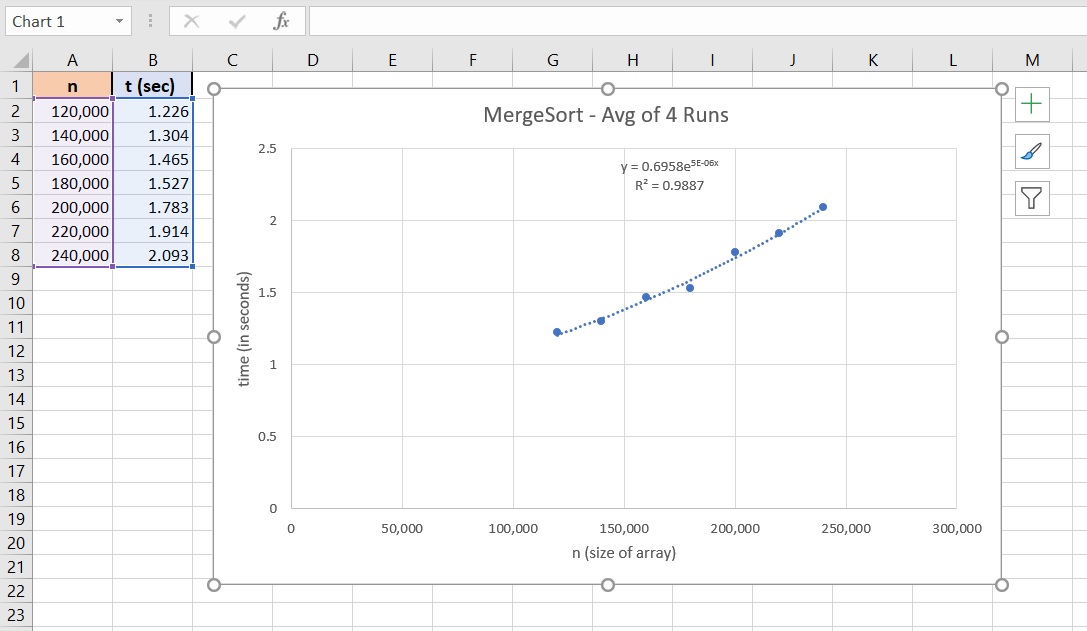 Chart 1
fx
A B C D E F G H I J K L M
1 n t (sec)
2 120,000 1.226
3 140,000 1.304
4 160,000 1.465
5 180,000 1.527
6 200,000 1.783
7 220,000 1.914
8 240,000 2.093
9
10
11
12
13
14
15
16
17
18
19
20
21
22
23
MergeSort - Avg of 4 Runs
y = 0.6958e^5E-06x
R² = 0.9887
2.5
2
1.5
1
0.5
0
time (in seconds)
0 50,000 100,000 150,000 200,000 250,000 300,000
n (size of array)